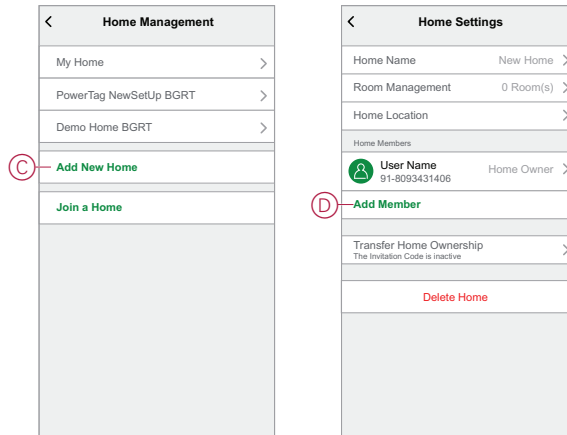 Home Management
My Home
PowerTag NewSetUp BGRT
Demo Home BGRT
C
Add New Home
Join a Home
Home Settings
Home Name New Home
Room Management 0 Room(s)
Home Location
Home Members
User Name
91-8093431406
Home Owner
D
Add Member
Transfer Home Ownership
The Invitation Code is inactive
Delete Home